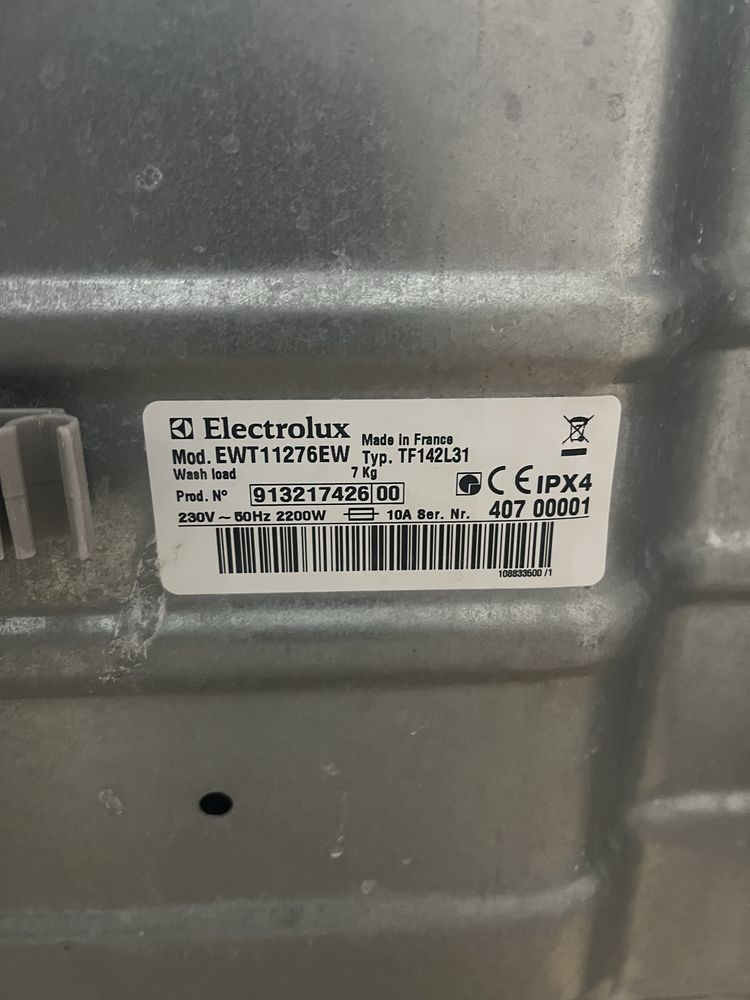 Electrolux Made in France
Mod. EWT11276EW Typ. TF142L31
Wash load 7 Kg
Prod. N° 913217426 00 CE IPX4
230V ~ 50Hz 2200W 10A Ser. Nr. 407 00001
108833500 /1